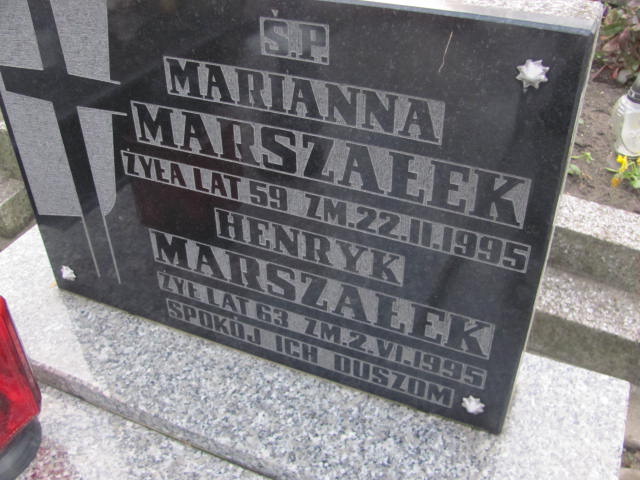 Ś.P.
MARIANNA
MARSZAŁEK
ŻYŁA LAT 59 ZM. 22.II.1995
HENRYK
MARSZAŁEK
ŻYŁ LAT 63 ZM. 2.VI.1995
SPOKÓJ ICH DUSZOM